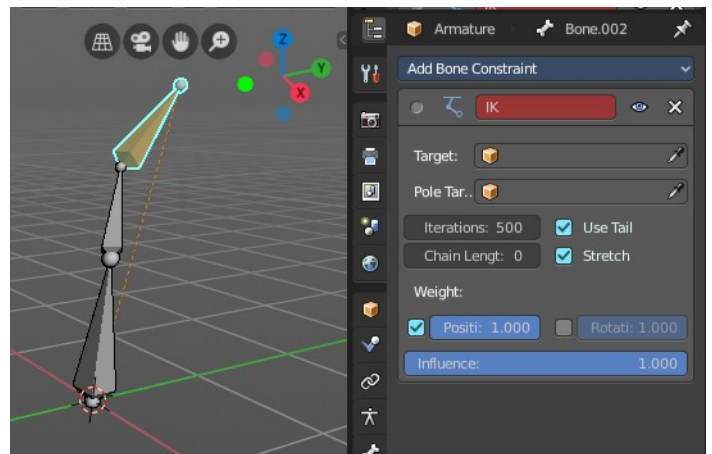 Z
Y
X
Armature
Bone.002
Add Bone Constraint
IK
Target:
Pole Tar..
Iterations: 500
Use Tail
Chain Lengt: 0
Stretch
Weight:
Positi: 1.000
Rotati: 1.000
Influence: 1.000